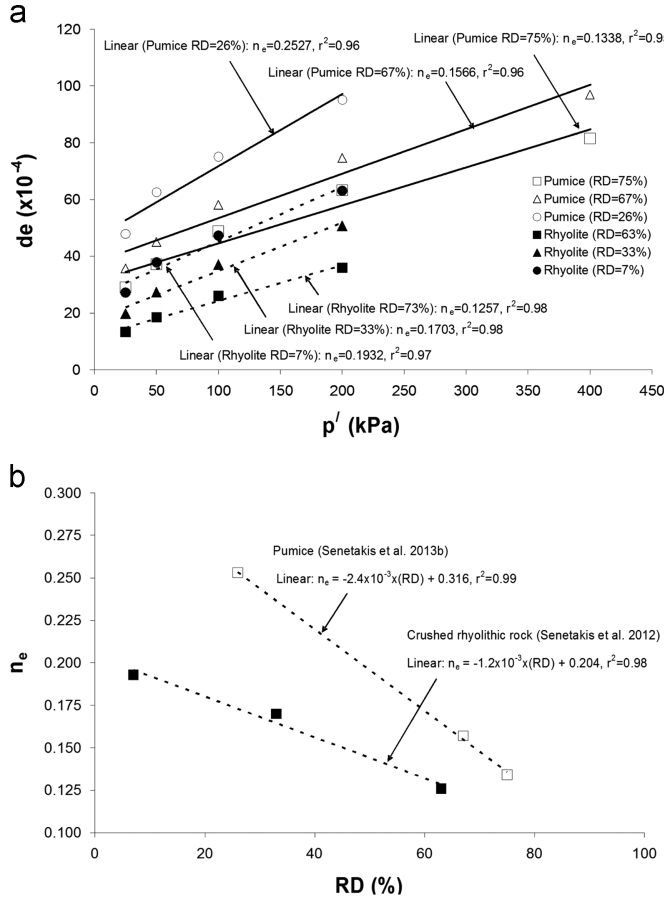 a
Linear (Pumice RD=26%): ne=0.2527, r²=0.96
Linear (Pumice RD=75%): ne=0.1338, r²=0.9
Linear (Pumice RD=67%): ne=0.1566, r²=0.96
120
100
80
60
40
20
0
de (x10⁻⁴)
Pumice (RD=75%)
Pumice (RD=67%)
Pumice (RD=26%)
Rhyolite (RD=63%)
Rhyolite (RD=33%)
Rhyolite (RD=7%)
Linear (Rhyolite RD=73%): ne=0.1257, r²=0.98
Linear (Rhyolite RD=33%): ne=0.1703, r²=0.98
Linear (Rhyolite RD=7%): ne=0.1932, r²=0.97
0 50 100 150 200 250 300 350 400 450
p/ (kPa)
b
0.300
0.275
0.250
0.225
0.200
0.175
0.150
0.125
0.100
ne
Pumice (Senetakis et al. 2013b)
Linear: ne = -2.4x10⁻³x(RD) + 0.316, r²=0.99
Crushed rhyolithic rock (Senetakis et al. 2012)
Linear: ne = -1.2x10⁻³x(RD) + 0.204, r²=0.98
0 20 40 60 80 100
RD (%)